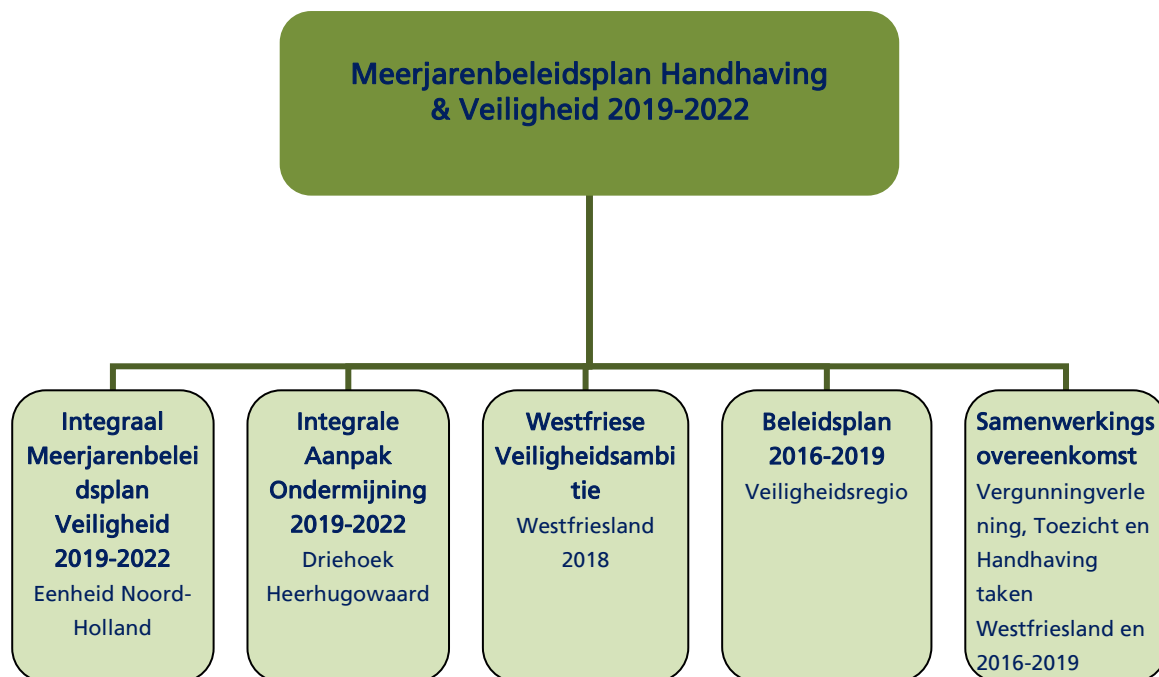 Meerjarenbeleidsplan Handhaving
& Veiligheid 2019-2022
Integraal
Meerjarenbelei
dsplan
Veiligheid
2019-2022
Eenheid Noord-
Holland
Integrale
Aanpak
Ondermijning
2019-2022
Driehoek
Heerhugowaard
Westfriese
Veiligheidsambi
tie
Westfriesland
2018
Beleidsplan
2016-2019
Veiligheidsregio
Samenwerkings
overeenkomst
Vergunningverle
ning, Toezicht en
Handhaving
taken
Westfriesland en
2016-2019